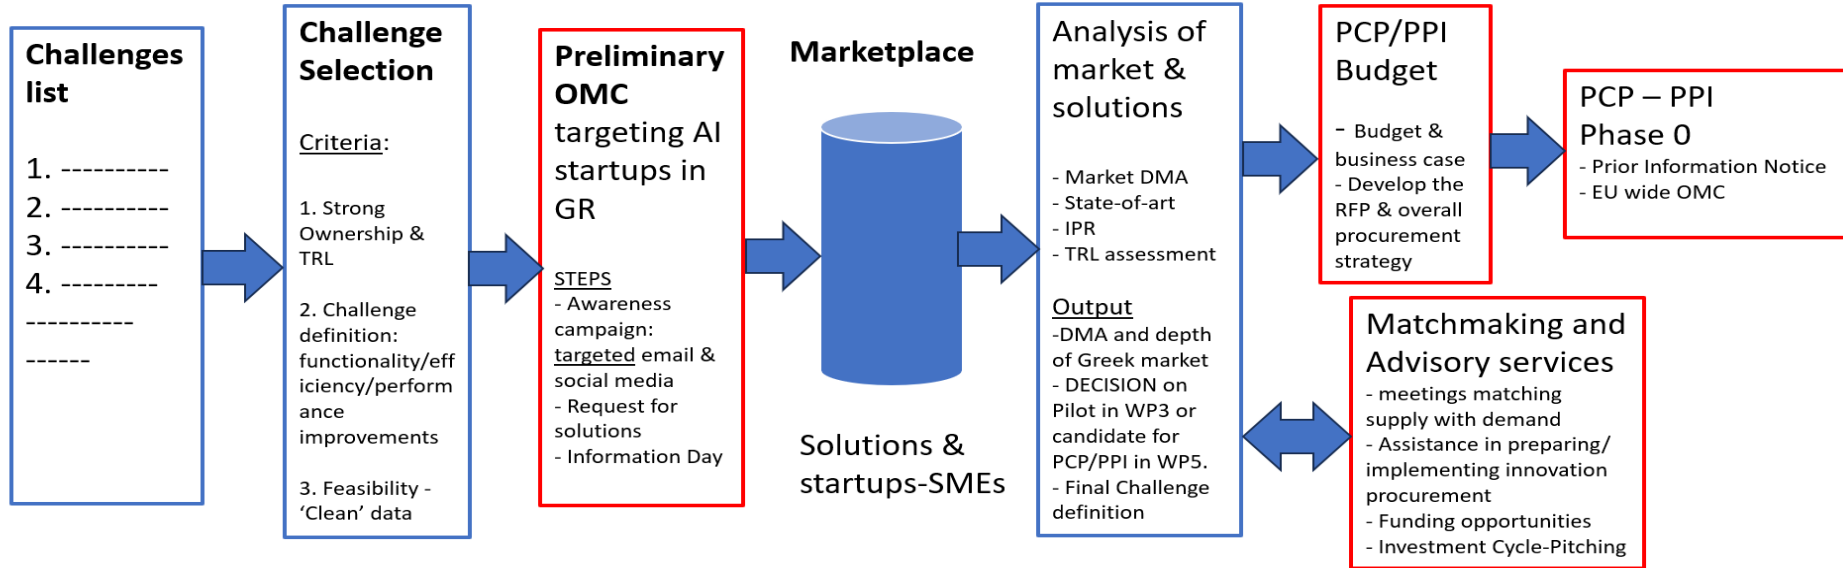 Challenges
list
1. ----------
2. ----------
3. ----------
4. ---------
----------
------
Challenge
Selection
Criteria:
1. Strong
Ownership &
TRL
2. Challenge
definition:
functionality/eff
iciency/perform
ance
improvements
3. Feasibility -
‘Clean’ data
Preliminary
OMC
targeting AI
startups in
GR
STEPS
- Awareness
campaign:
targeted email &
social media
- Request for
solutions
- Information Day
Marketplace
Solutions &
startups-SMEs
Analysis of
market &
solutions
- Market DMA
- State-of-art
- IPR
- TRL assessment
Output
-DMA and depth
of Greek market
- DECISION on
Pilot in WP3 or
candidate for
PCP/PPI in WP5.
- Final Challenge
definition
PCP/PPI
Budget
- Budget &
business case
- Develop the
RFP & overall
procurement
strategy
PCP – PPI
Phase 0
- Prior Information Notice
- EU wide OMC
Matchmaking and
Advisory services
- meetings matching
supply with demand
- Assistance in preparing/
implementing innovation
procurement
- Funding opportunities
- Investment Cycle-Pitching